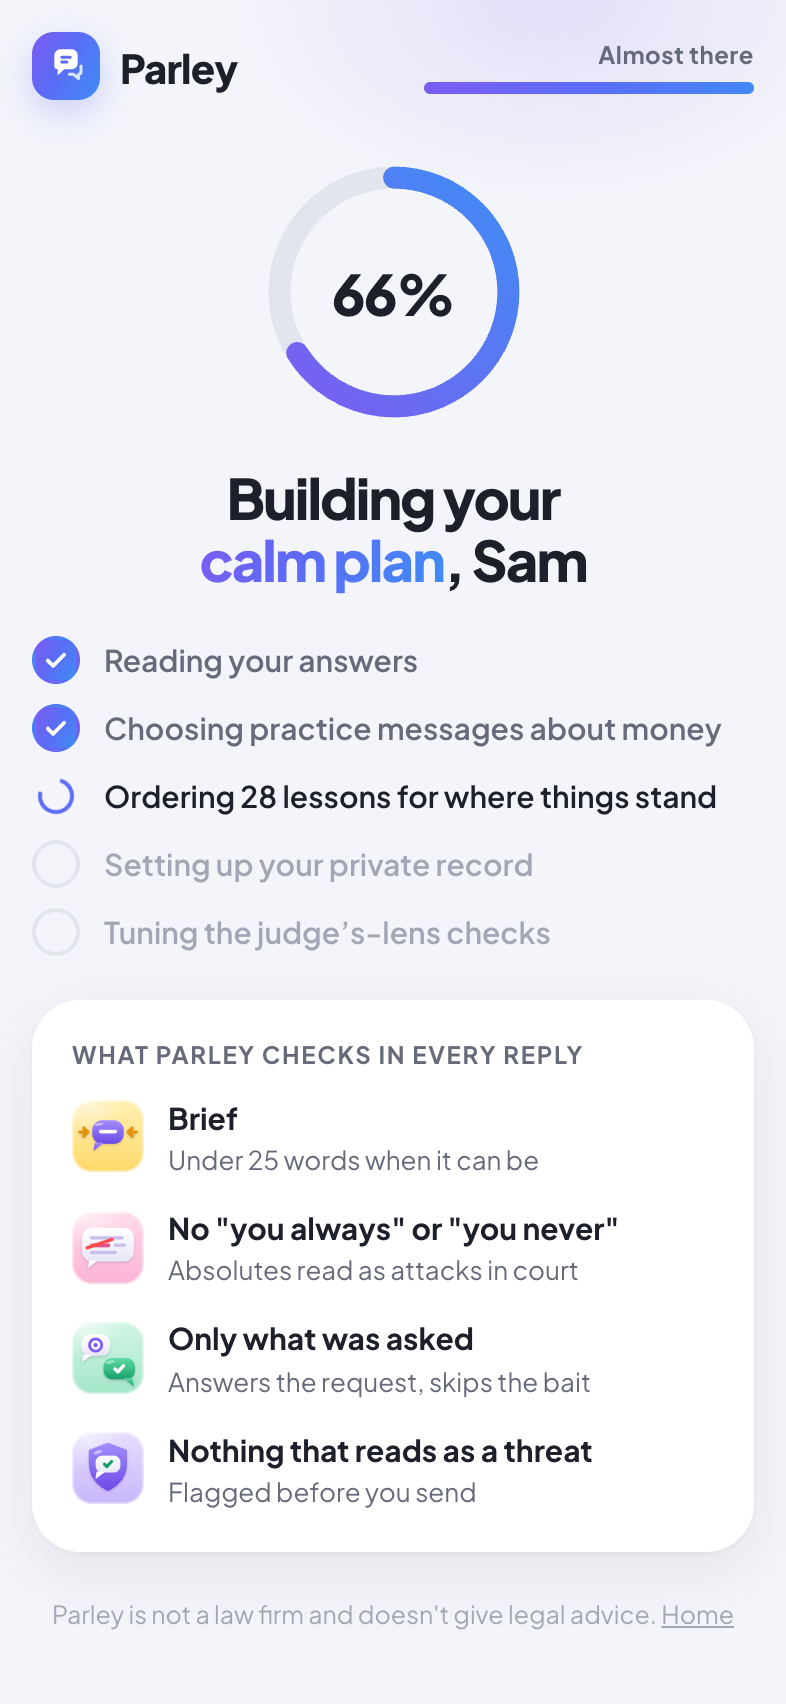 Parley
Almost there
66%
Building your
calm plan, Sam
Reading your answers
Choosing practice messages about money
Ordering 28 lessons for where things stand
Setting up your private record
Tuning the judge’s-lens checks
WHAT PARLEY CHECKS IN EVERY REPLY
Brief
Under 25 words when it can be
No "you always" or "you never"
Absolutes read as attacks in court
Only what was asked
Answers the request, skips the bait
Nothing that reads as a threat
Flagged before you send
Parley is not a law firm and doesn't give legal advice. Home